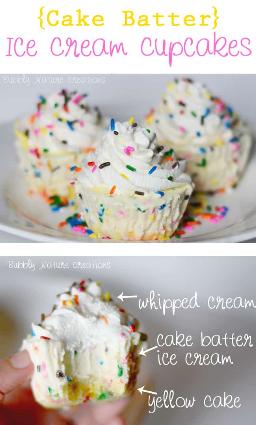 {Cake Batter}
Ice Cream Cupcakes
Bubbly Nature Creations
Bubbly Nature Creations
whipped cream
cake batter
ice cream
yellow cake